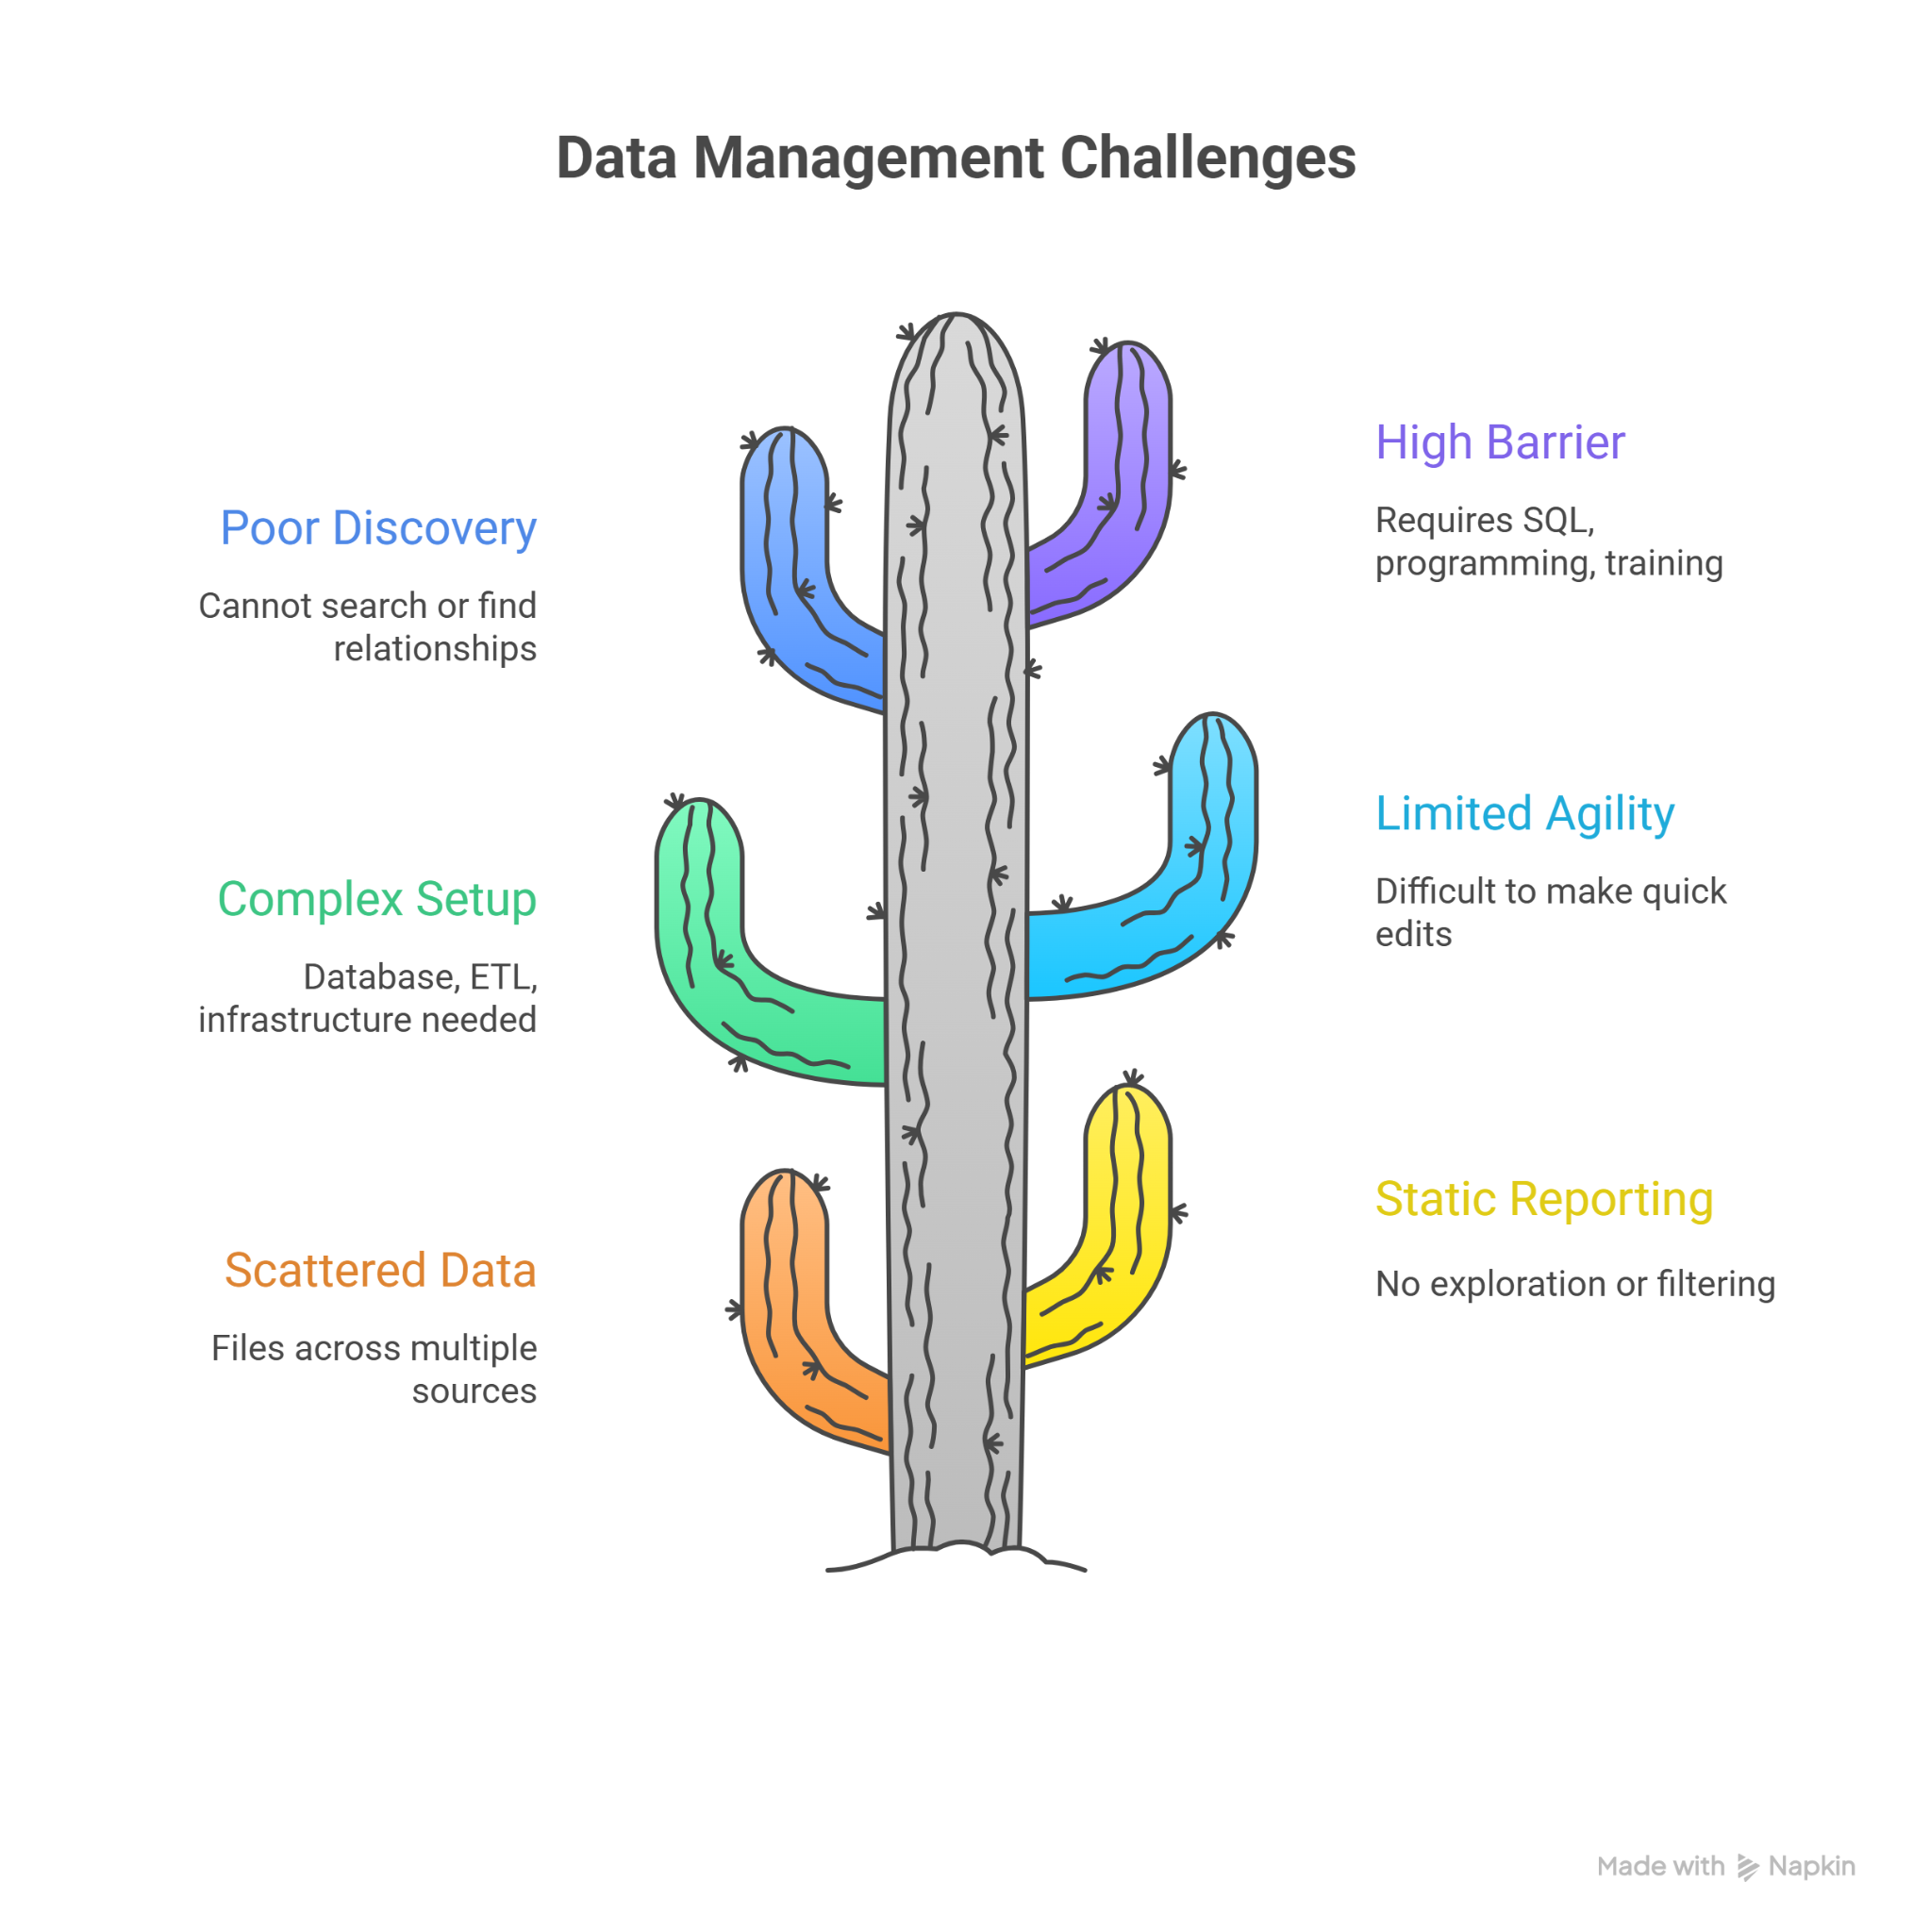 Data Management Challenges
High Barrier
Requires SQL,
programming, training
Poor Discovery
Cannot search or find
relationships
Limited Agility
Difficult to make quick
edits
Complex Setup
Database, ETL,
infrastructure needed
Static Reporting
No exploration or filtering
Scattered Data
Files across multiple
sources
Made with Napkin